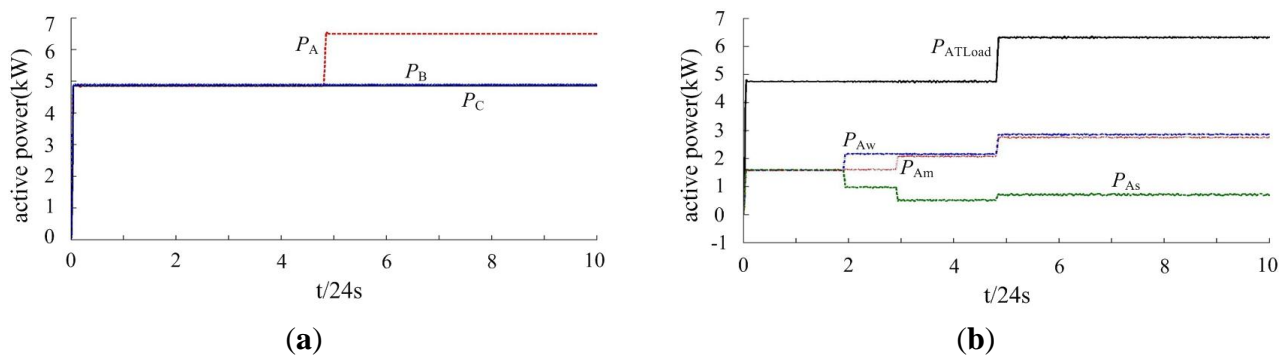 7
6
5
4
3
2
1
0
active power(kW)
P_A
P_B
P_C
0 2 4 6 8 10
t/24s
(a)
7
6
5
4
3
2
1
0
-1
active power(kW)
P_ATLoad
P_Aw
P_Am
P_As
0 2 4 6 8 10
t/24s
(b)